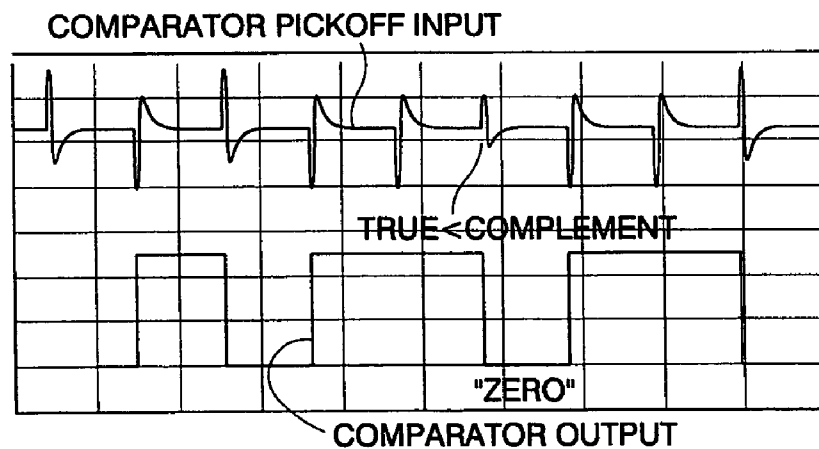 COMPARATOR PICKOFF INPUT
TRUE<COMPLEMENT
"ZERO"
COMPARATOR OUTPUT